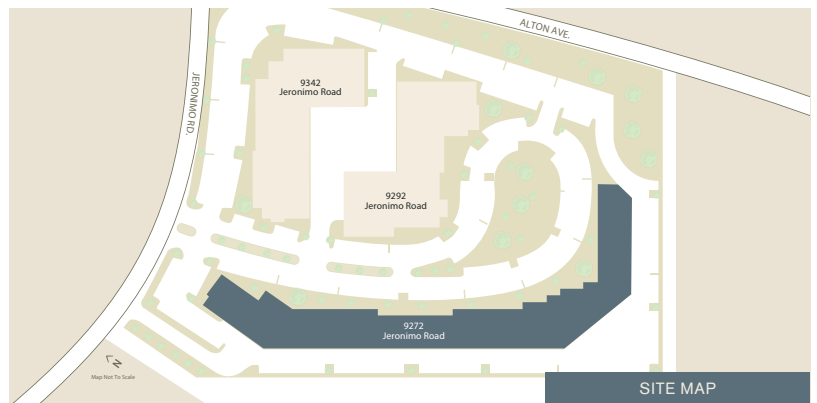 ALTON AVE.
JERONIMO RD.
9342
Jeronimo Road
9292
Jeronimo Road
9272
Jeronimo Road
N
Map Not To Scale
SITE MAP